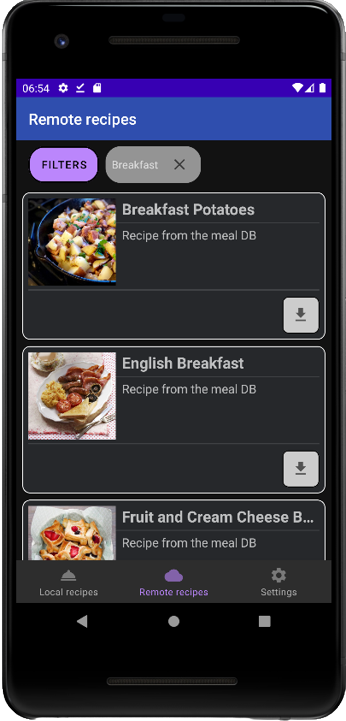 06:54
Remote recipes
FILTERS
Breakfast
Breakfast Potatoes
Recipe from the meal DB
English Breakfast
Recipe from the meal DB
Fruit and Cream Cheese B...
Recipe from the meal DB
Local recipes
Remote recipes
Settings